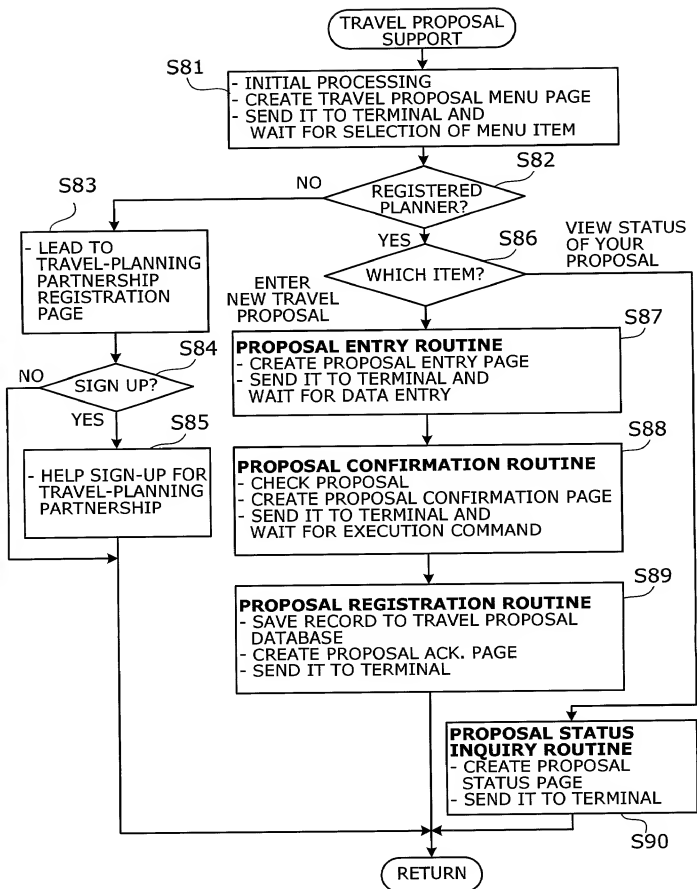 TRAVEL PROPOSAL
SUPPORT
S81
- INITIAL PROCESSING
- CREATE TRAVEL PROPOSAL MENU PAGE
- SEND IT TO TERMINAL AND
WAIT FOR SELECTION OF MENU ITEM
S82
REGISTERED
PLANNER?
NO
YES
S83
- LEAD TO
TRAVEL-PLANNING
PARTNERSHIP
REGISTRATION
PAGE
S84
SIGN UP?
NO
YES
S85
- HELP SIGN-UP FOR
TRAVEL-PLANNING
PARTNERSHIP
S86
WHICH ITEM?
VIEW STATUS
OF YOUR
PROPOSAL
ENTER
NEW TRAVEL
PROPOSAL
S87
PROPOSAL ENTRY ROUTINE
- CREATE PROPOSAL ENTRY PAGE
- SEND IT TO TERMINAL AND
WAIT FOR DATA ENTRY
S88
PROPOSAL CONFIRMATION ROUTINE
- CHECK PROPOSAL
- CREATE PROPOSAL CONFIRMATION PAGE
- SEND IT TO TERMINAL AND
WAIT FOR EXECUTION COMMAND
S89
PROPOSAL REGISTRATION ROUTINE
- SAVE RECORD TO TRAVEL PROPOSAL
DATABASE
- CREATE PROPOSAL ACK. PAGE
- SEND IT TO TERMINAL
PROPOSAL STATUS
INQUIRY ROUTINE
- CREATE PROPOSAL
STATUS PAGE
- SEND IT TO TERMINAL
S90
RETURN